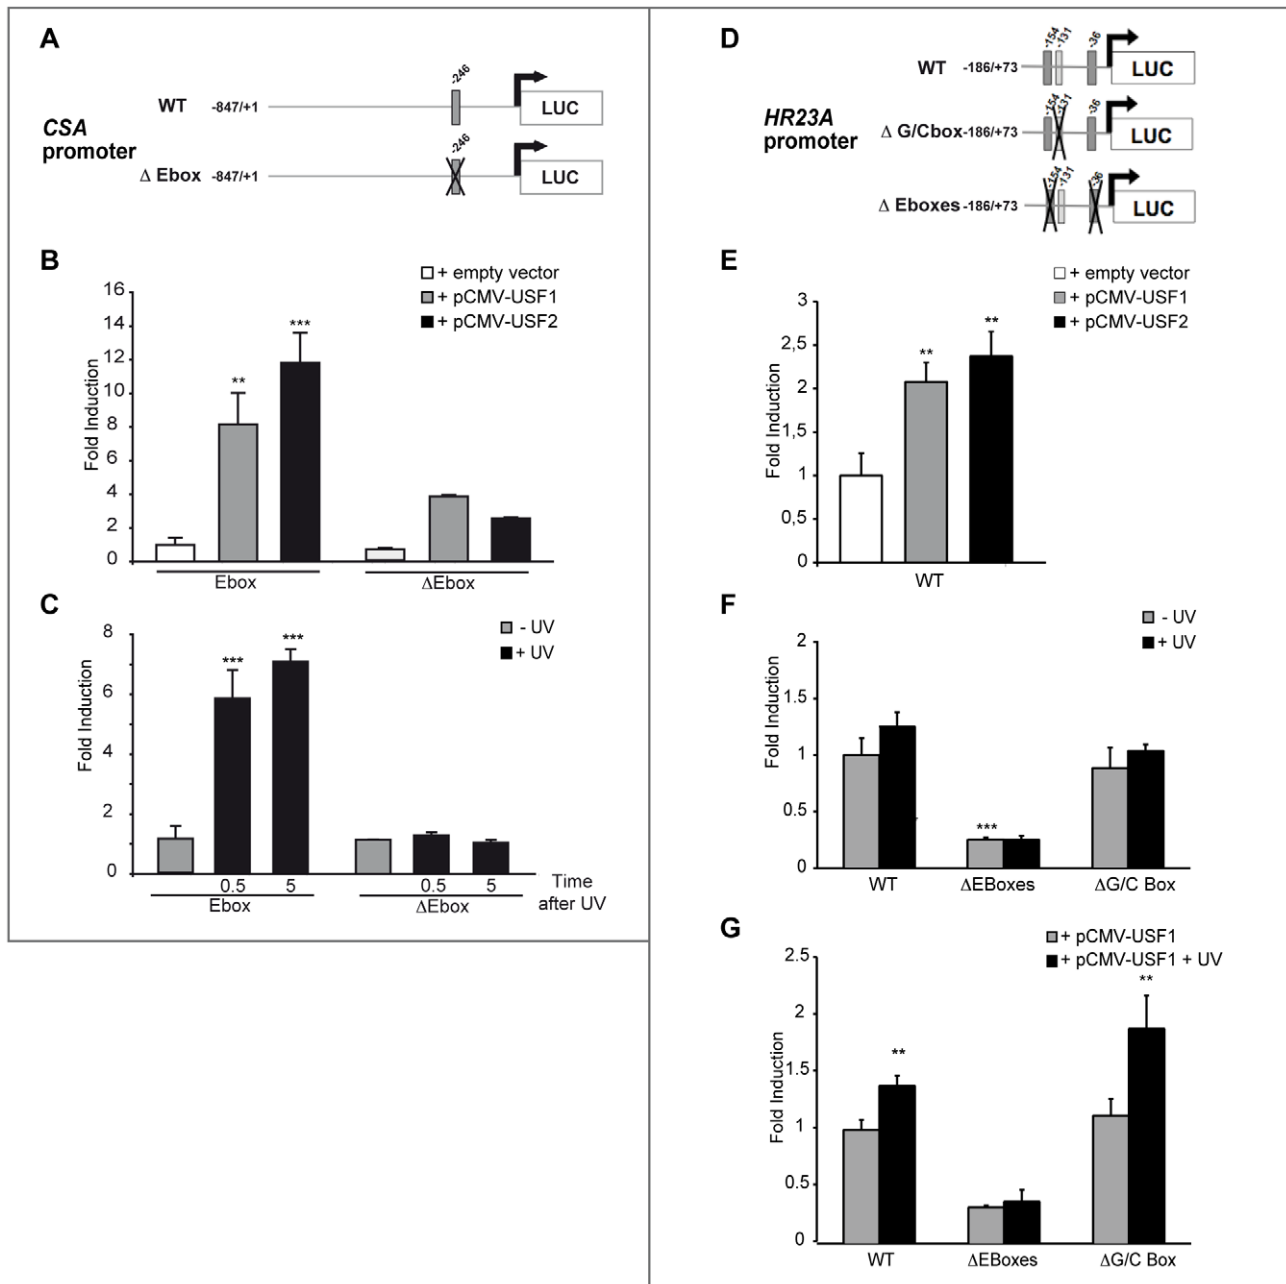 A
-246
WT -847/+1 LUC
CSA
promoter
-246
Δ Ebox -847/+1 LUC
B
+ empty vector
+ pCMV-USF1
+ pCMV-USF2
Fold Induction
16
14
12
10
8
6
4
2
0
**
***
Ebox ΔEbox
C
- UV
+ UV
Fold Induction
8
6
4
2
0
***
***
0.5 5 0.5 5 Time
after UV
Ebox ΔEbox
D
-154 -131 -36
WT -186/+73 LUC
HR23A
promoter
-154 -131 -36
Δ G/Cbox -186/+73 LUC
-154 -131 -36
Δ Eboxes -186/+73 LUC
E
+ empty vector
+ pCMV-USF1
+ pCMV-USF2
Fold Induction
3
2,5
2
1,5
1
0,5
0
**
**
WT
F
- UV
+ UV
Fold Induction
2
1.5
1
0.5
0
***
WT ΔEBoxes ΔG/C Box
G
+ pCMV-USF1
+ pCMV-USF1 + UV
Fold Induction
2.5
2
1.5
1
0.5
0
**
**
WT ΔEBoxes ΔG/C Box